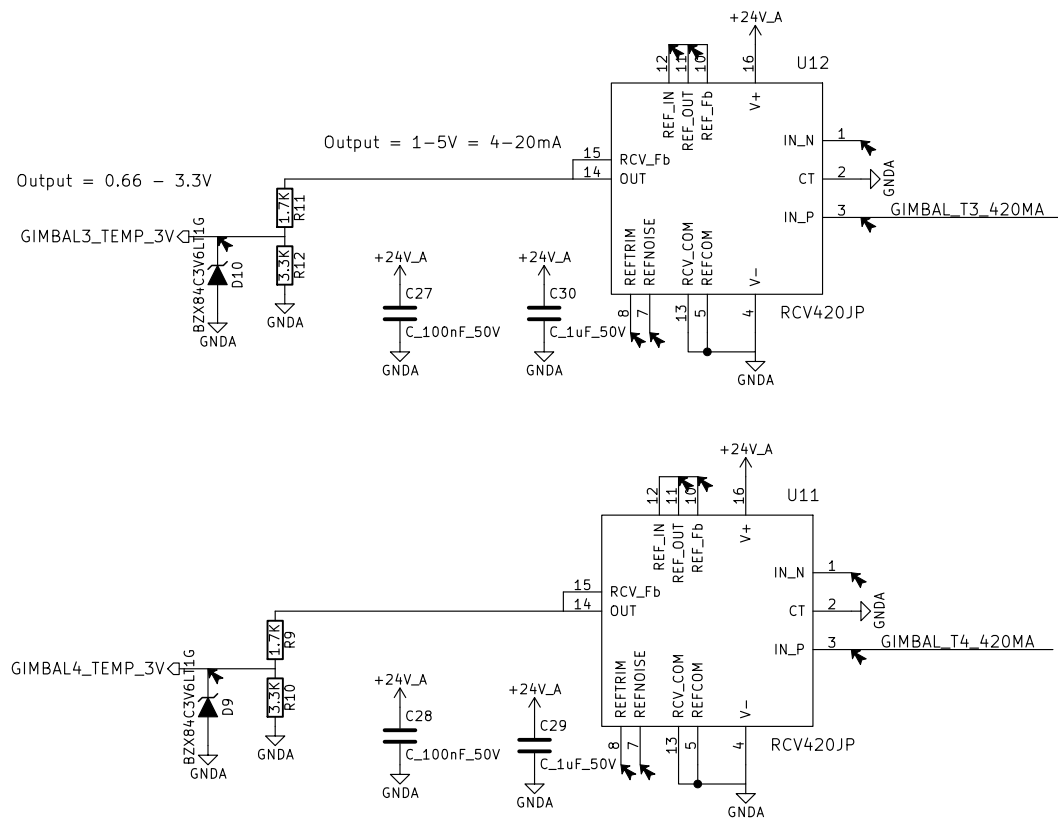 +24V_A
U12
12
11
10
16
REF_IN
REF_OUT
REF_Fb
V+
IN_N
1
Output = 1-5V = 4-20mA
15
RCV_Fb
14
OUT
CT
2
GNDA
Output = 0.66 - 3.3V
1.7K
R11
IN_P
3
GIMBAL_T3_420MA
GIMBAL3_TEMP_3V
BZX84C3V6LT1G
D10
3.3K
R12
GNDA
GNDA
+24V_A
C27
C_100nF_50V
GNDA
+24V_A
C30
C_1uF_50V
GNDA
REFTRIM
REFNOISE
RCV_COM
REFCOM
V-
8
7
13
5
4
RCV420JP
GNDA
+24V_A
U11
12
11
10
16
REF_IN
REF_OUT
REF_Fb
V+
IN_N
1
15
RCV_Fb
14
OUT
CT
2
GNDA
1.7K
R9
IN_P
3
GIMBAL_T4_420MA
GIMBAL4_TEMP_3V
BZX84C3V6LT1G
D9
3.3K
R10
GNDA
GNDA
+24V_A
C28
C_100nF_50V
GNDA
+24V_A
C29
C_1uF_50V
GNDA
REFTRIM
REFNOISE
RCV_COM
REFCOM
V-
8
7
13
5
4
RCV420JP
GNDA